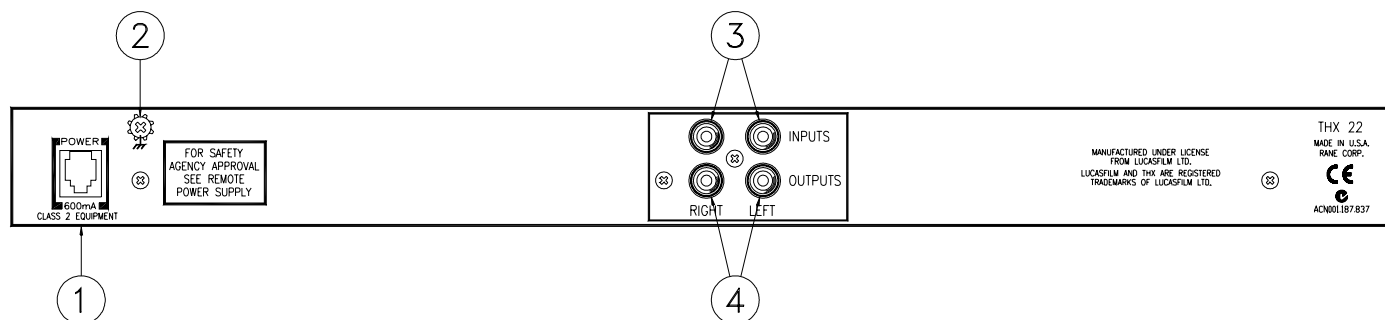 2
3
POWER
600mA
CLASS 2 EQUIPMENT
FOR SAFETY
AGENCY APPROVAL
SEE REMOTE
POWER SUPPLY
INPUTS
OUTPUTS
RIGHT LEFT
MANUFACTURED UNDER LICENSE
FROM LUCASFILM LTD.
LUCASFILM AND THX ARE REGISTERED
TRADEMARKS OF LUCASFILM LTD.
THX 22
MADE IN U.S.A.
RANE CORP.
CE
ACN001.187.837
1
4